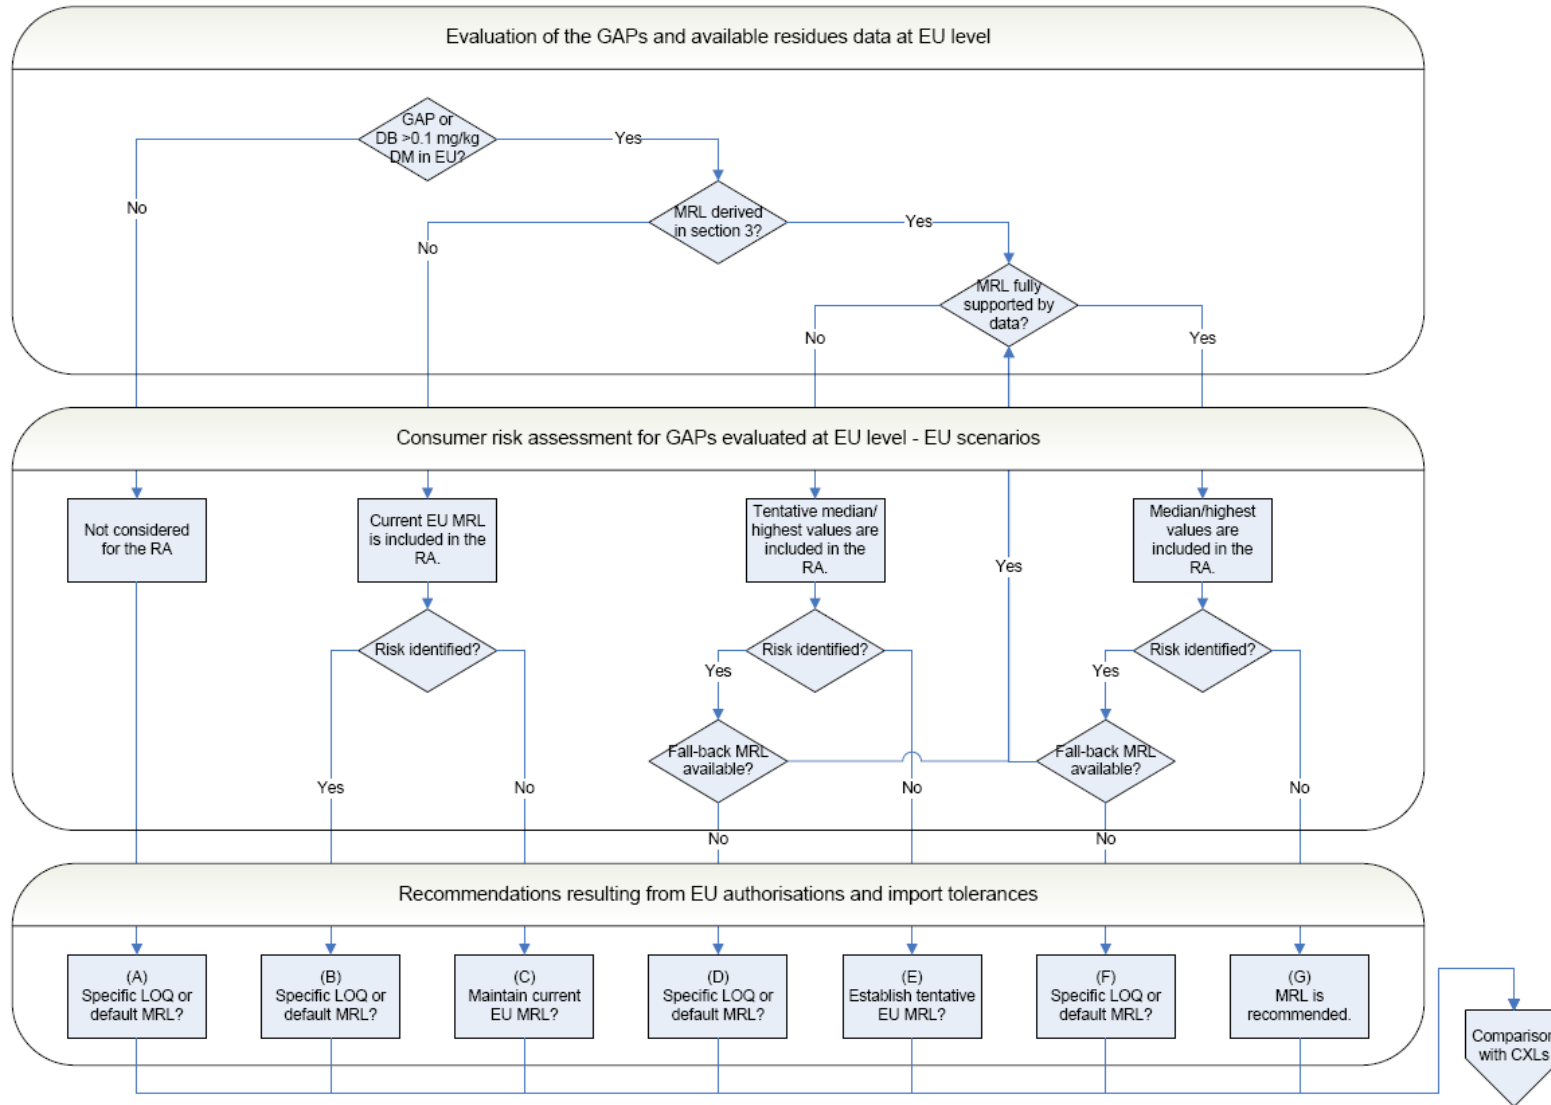 Evaluation of the GAPs and available residues data at EU level
GAP or
DB >0.1 mg/kg
DM in EU?
Yes
No
MRL derived
in section 3?
Yes
No
MRL fully
supported by
data?
No
Yes
Consumer risk assessment for GAPs evaluated at EU level - EU scenarios
Not considered
for the RA
Current EU MRL
is included in the
RA.
Tentative median/
highest values are
included in the
RA.
Yes
Median/highest
values are
included in the
RA.
Risk identified?
Risk identified?
Risk identified?
Yes
Yes
Fall-back MRL
available?
Fall-back MRL
available?
Yes
No
No
No
No
No
Recommendations resulting from EU authorisations and import tolerances
(A)
Specific LOQ or
default MRL?
(B)
Specific LOQ or
default MRL?
(C)
Maintain current
EU MRL?
(D)
Specific LOQ or
default MRL?
(E)
Establish tentative
EU MRL?
(F)
Specific LOQ or
default MRL?
(G)
MRL is
recommended.
Comparison
with CXLs